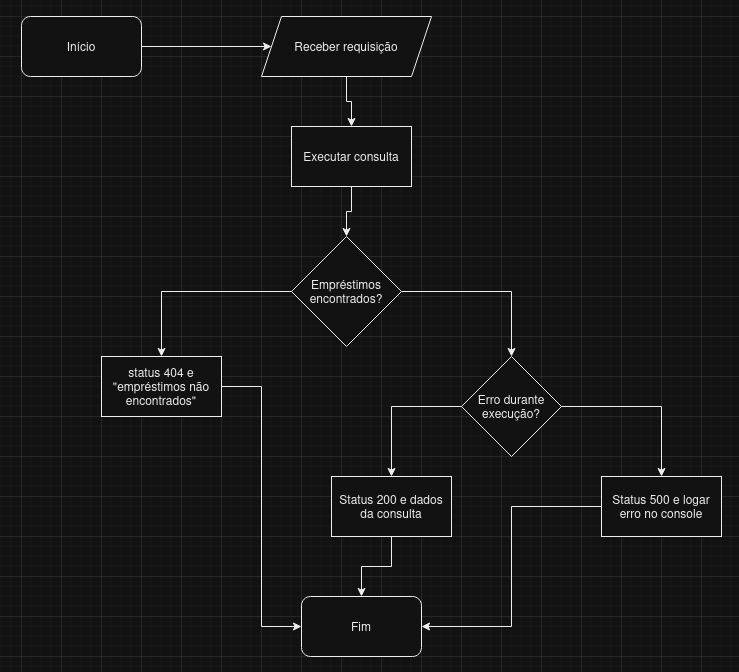 Início
Receber requisição
Executar consulta
Empréstimos
encontrados?
status 404 e
"empréstimos não
encontrados"
Erro durante
execução?
Status 200 e dados
da consulta
Status 500 e logar
erro no console
Fim